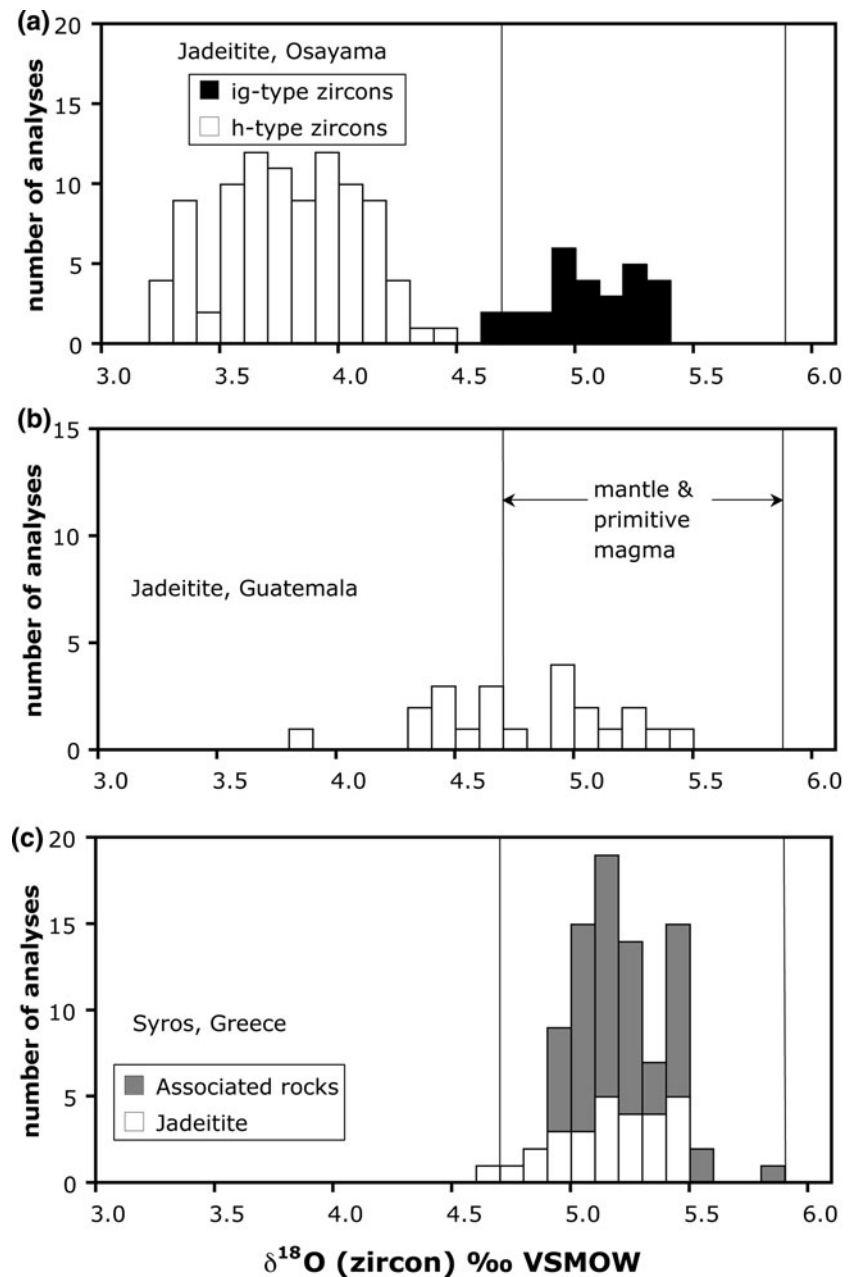 (a)
20
15
10
5
0
number of analyses
Jadeitite, Osayama
ig-type zircons
h-type zircons
3.0 3.5 4.0 4.5 5.0 5.5 6.0
(b)
15
10
5
0
number of analyses
mantle &
primitive
magma
Jadeitite, Guatemala
3.0 3.5 4.0 4.5 5.0 5.5 6.0
(c)
20
15
10
5
0
number of analyses
Syros, Greece
Associated rocks
Jadeitite
3.0 3.5 4.0 4.5 5.0 5.5 6.0
δ¹⁸O (zircon) ‰ VSMOW